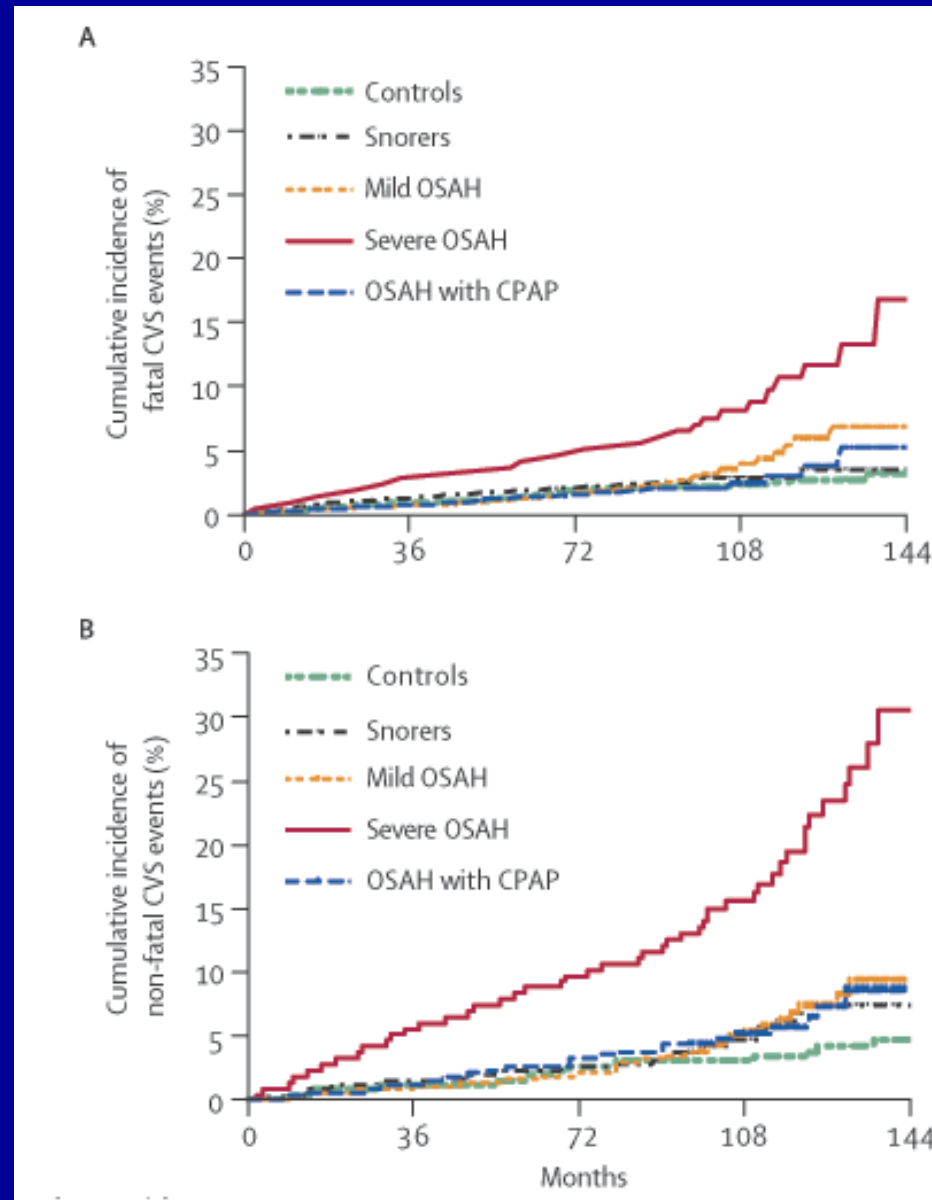 A
35
30
25
20
15
10
5
0
Cumulative incidence of
fatal CVS events (%)
Controls
Snorers
Mild OSAH
Severe OSAH
OSAH with CPAP
0 36 72 108 144
B
35
30
25
20
15
10
5
0
Cumulative incidence of
non-fatal CVS events (%)
Controls
Snorers
Mild OSAH
Severe OSAH
OSAH with CPAP
0 36 72 108 144
Months